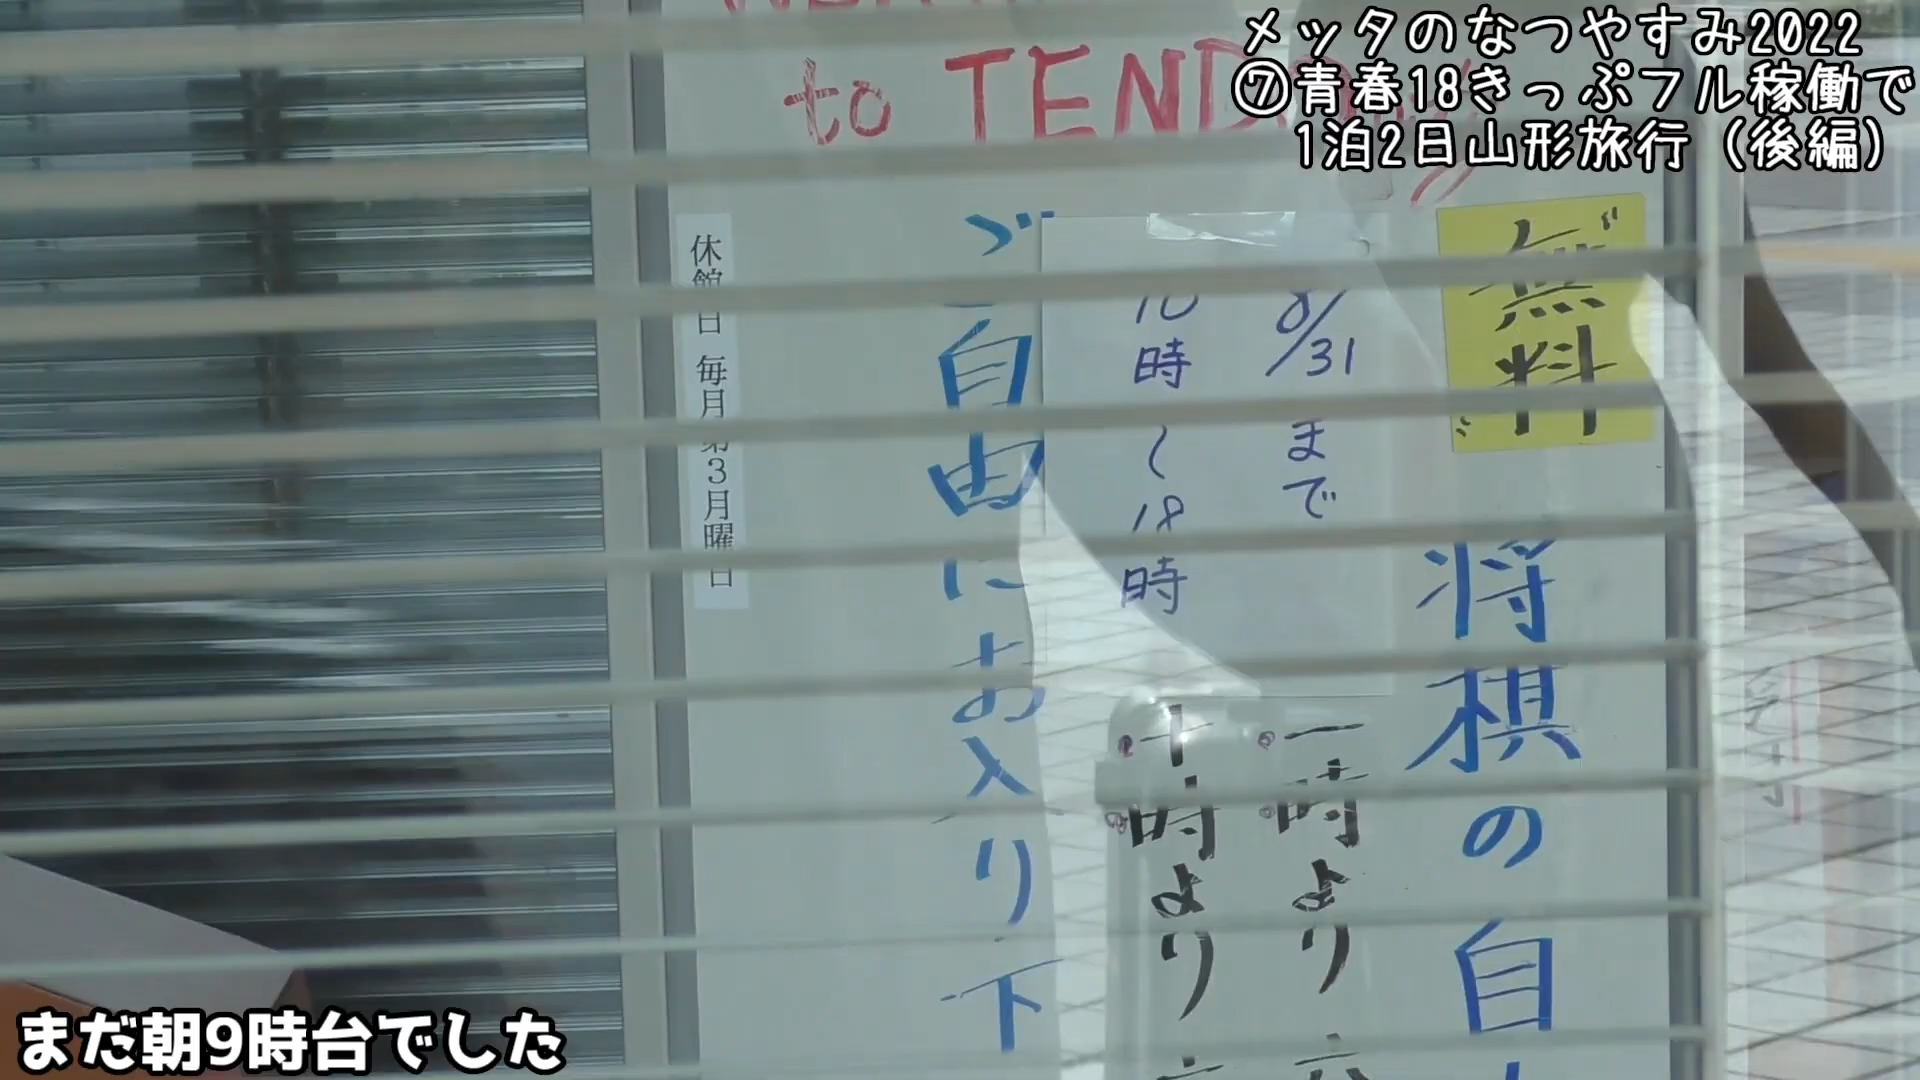 メッタのなつやすみ2022
⑦青春18きっぷフル稼働で
1泊2日山形旅行（後編）
to TEND
無料
将棋の自
8/31まで
10時～18時
一時より
十時より
ご自由にお入り下
休館日 毎月第3月曜日
まだ朝9時台でした